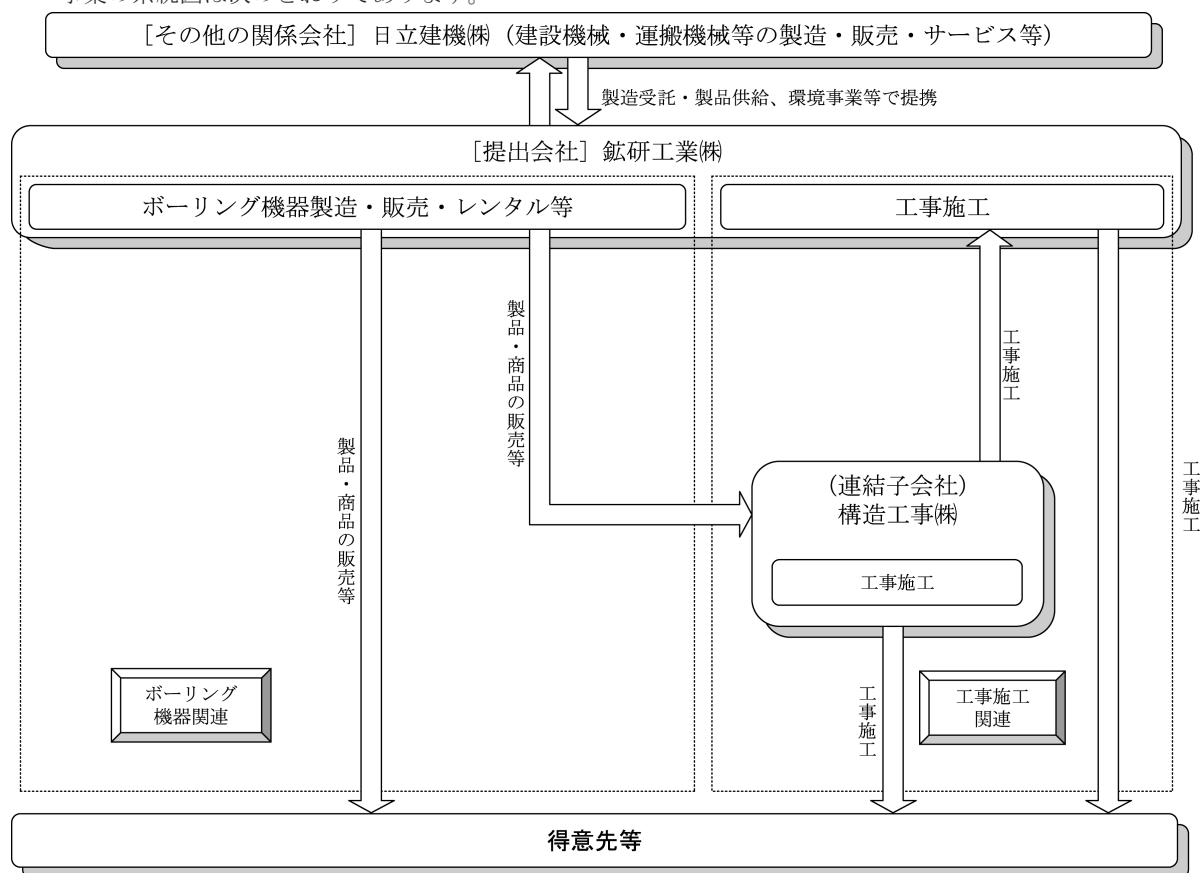 事業の系統図は次のとおりであります。
［その他の関係会社］日立建機㈱（建設機械・運搬機械等の製造・販売・サービス等）
製造受託・製品供給、環境事業等で提携
［提出会社］鉱研工業㈱
ボーリング機器製造・販売・レンタル等
工事施工
製品・商品の販売等
製品・商品の販売等
工事施工
工事施工
（連結子会社）
構造工事㈱
工事施工
ボーリング
機器関連
工事施工
工事施工
関連
得意先等